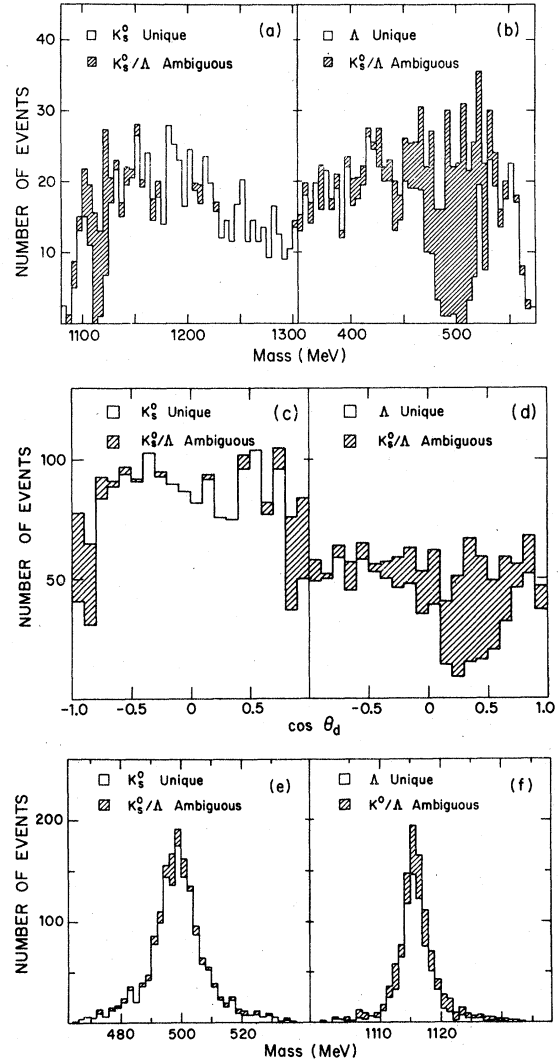 40
30
20
10
NUMBER OF EVENTS
K⁰ₛ Unique
K⁰ₛ/Λ Ambiguous
(a)
Λ Unique
K⁰ₛ/Λ Ambiguous
(b)
1100 1200 1300 400 500
Mass (MeV)
100
50
NUMBER OF EVENTS
K⁰ₛ Unique
K⁰ₛ/Λ Ambiguous
(c)
Λ Unique
K⁰ₛ/Λ Ambiguous
(d)
-1.0 -0.5 0 0.5 -0.5 0 0.5 1.0
cos θ_d
200
100
NUMBER OF EVENTS
K⁰ₛ Unique
K⁰ₛ/Λ Ambiguous
(e)
Λ Unique
K⁰/Λ Ambiguous
(f)
480 500 520 1110 1120
Mass (MeV)